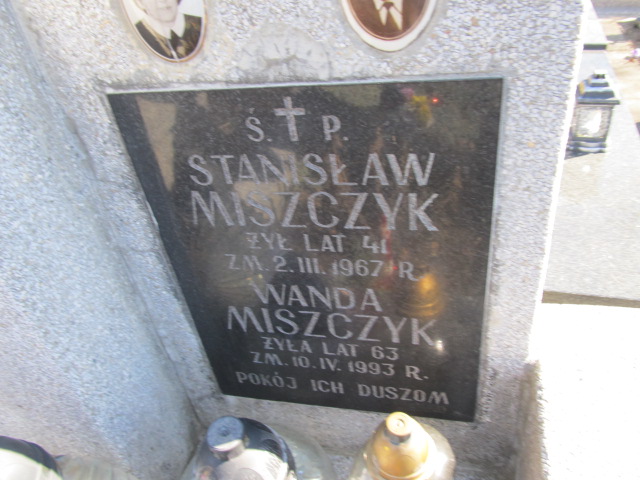 Ś. P.
STANISŁAW
MISZCZYK
ŻYŁ LAT 41
ZM. 2.III.1967 R.
WANDA
MISZCZYK
ŻYŁA LAT 63
ZM. 10.IV.1993 R.
POKÓJ ICH DUSZOM